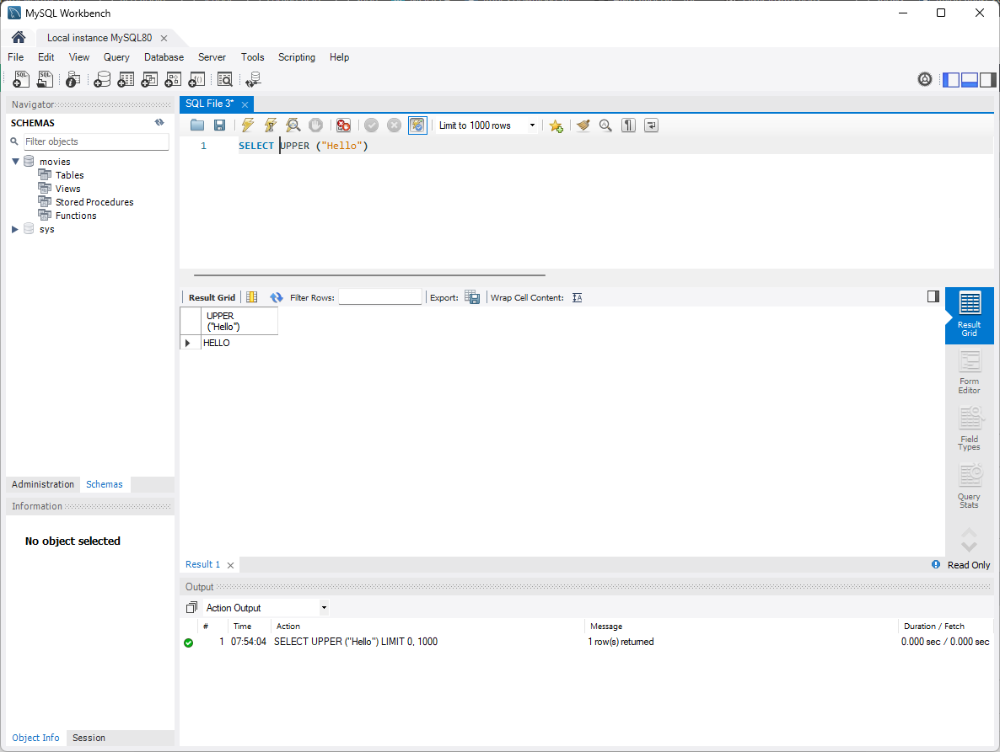 MySQL Workbench
Local instance MySQL80
File Edit View Query Database Server Tools Scripting Help
Navigator
SCHEMAS
Filter objects
movies
Tables
Views
Stored Procedures
Functions
sys
Administration Schemas
Information
No object selected
Object Info Session
SQL File 3*
Limit to 1000 rows
1 SELECT UPPER ("Hello")
Result Grid Filter Rows: Export: Wrap Cell Content:
UPPER
("Hello")
HELLO
Result
Grid
Form
Editor
Field
Types
Query
Stats
Result 1 Read Only
Output
Action Output
# Time Action Message Duration / Fetch
1 07:54:04 SELECT UPPER ("Hello") LIMIT 0, 1000 1 row(s) returned 0.000 sec / 0.000 sec